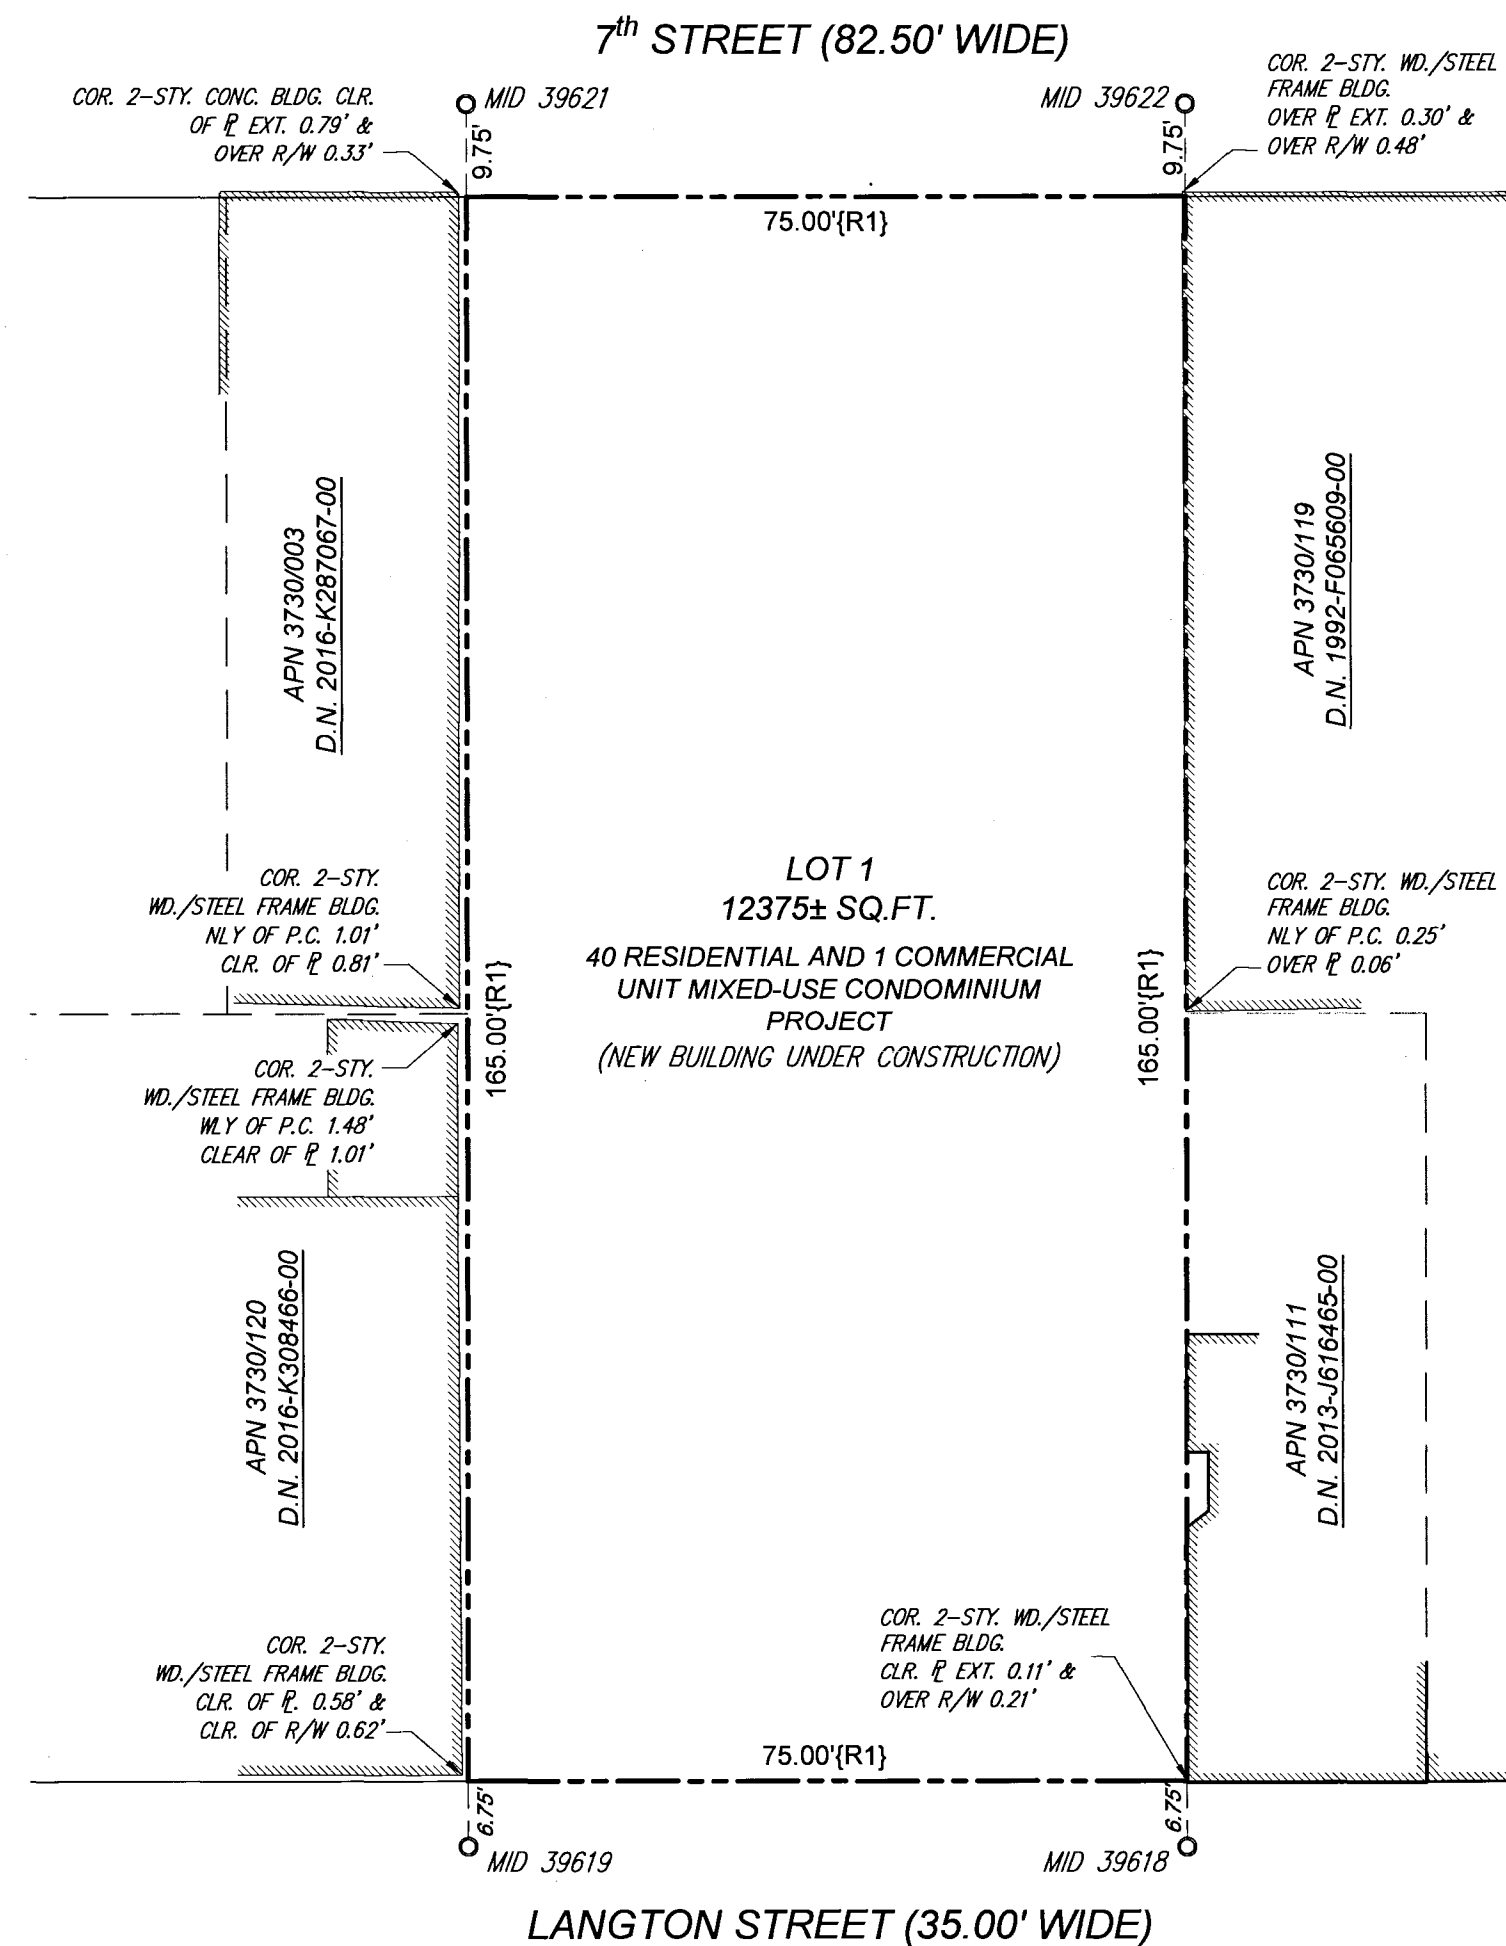 7th STREET (82.50' WIDE)
COR. 2-STY. CONC. BLDG. CLR.
OF ⅊ EXT. 0.79' &
OVER R/W 0.33'
MID 39621
9.75'
MID 39622
9.75'
COR. 2-STY. WD./STEEL
FRAME BLDG.
OVER ⅊ EXT. 0.30' &
OVER R/W 0.48'
75.00'{R1}
APN 3730/003
D.N. 2016-K287067-00
APN 3730/119
D.N. 1992-F065609-00
COR. 2-STY.
WD./STEEL FRAME BLDG.
NLY OF P.C. 1.01'
CLR. OF ⅊ 0.81'
LOT 1
12375± SQ.FT.
40 RESIDENTIAL AND 1 COMMERCIAL
UNIT MIXED-USE CONDOMINIUM
PROJECT
(NEW BUILDING UNDER CONSTRUCTION)
165.00'{R1}
165.00'{R1}
COR. 2-STY. WD./STEEL
FRAME BLDG.
NLY OF P.C. 0.25'
OVER ⅊ 0.06'
COR. 2-STY.
WD./STEEL FRAME BLDG.
WLY OF P.C. 1.48'
CLEAR OF ⅊ 1.01'
APN 3730/120
D.N. 2016-K308466-00
APN 3730/111
D.N. 2013-J616465-00
COR. 2-STY.
WD./STEEL FRAME BLDG.
CLR. OF ⅊. 0.58' &
CLR. OF R/W 0.62'
COR. 2-STY. WD./STEEL
FRAME BLDG.
CLR. ⅊ EXT. 0.11' &
OVER R/W 0.21'
75.00'{R1}
6.75'
MID 39619
6.75'
MID 39618
LANGTON STREET (35.00' WIDE)